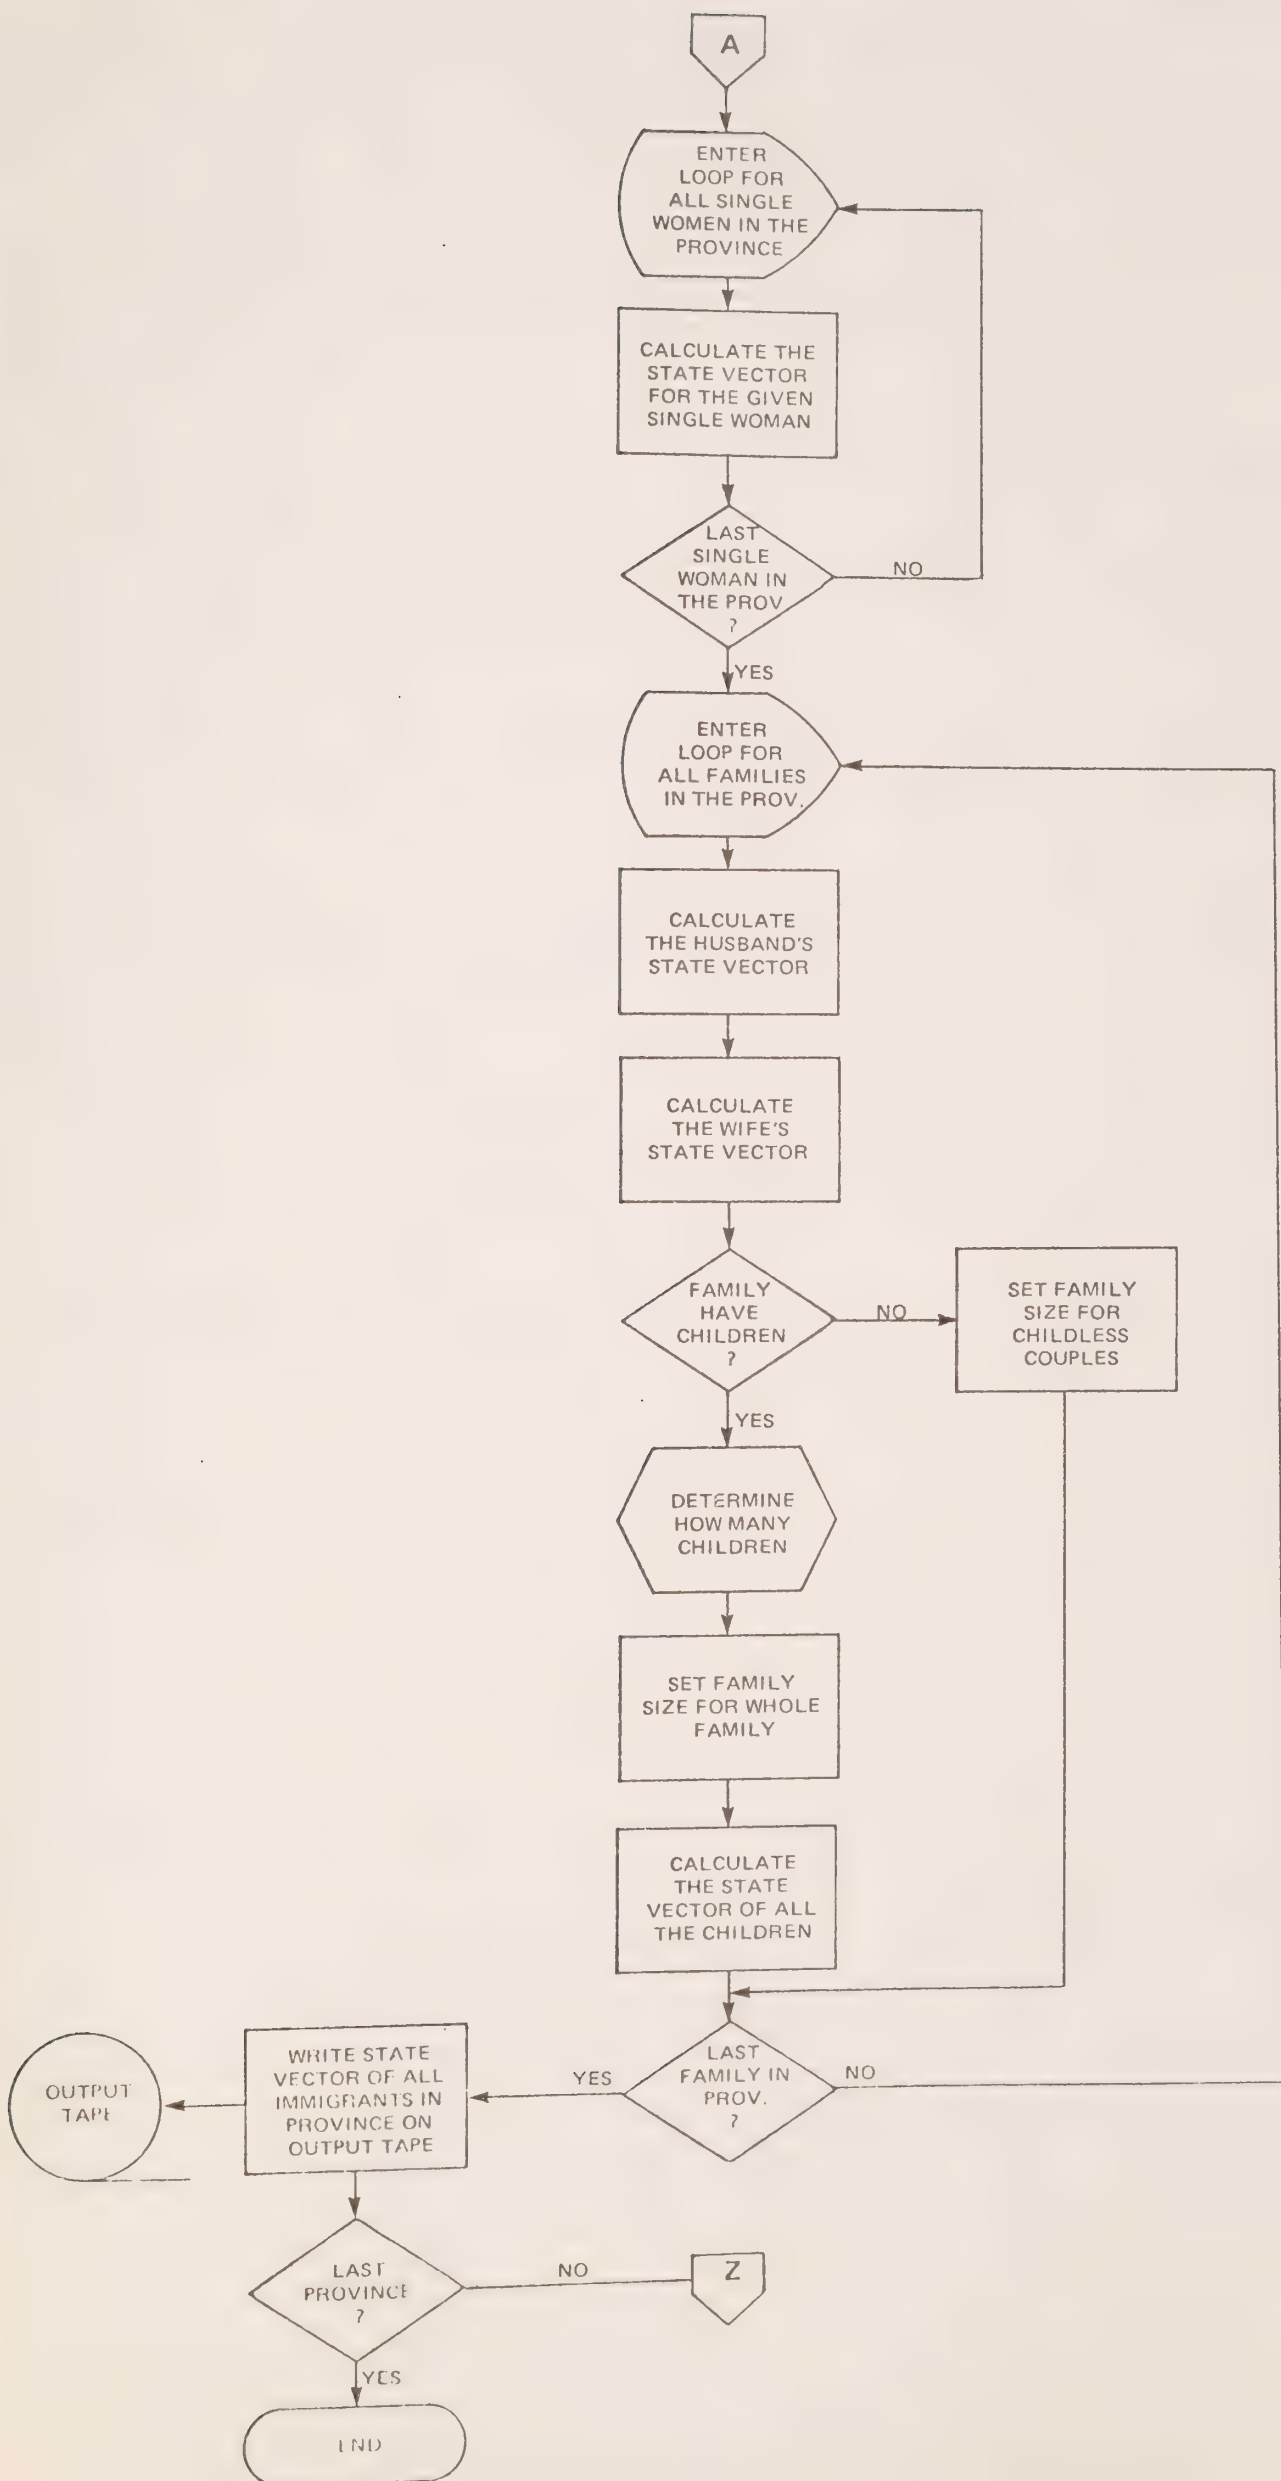 A
ENTER
LOOP FOR
ALL SINGLE
WOMEN IN THE
PROVINCE
CALCULATE THE
STATE VECTOR
FOR THE GIVEN
SINGLE WOMAN
LAST
SINGLE
WOMAN IN
THE PROV
?
NO
YES
ENTER
LOOP FOR
ALL FAMILIES
IN THE PROV.
CALCULATE
THE HUSBAND'S
STATE VECTOR
CALCULATE
THE WIFE'S
STATE VECTOR
FAMILY
HAVE
CHILDREN
?
NO
SET FAMILY
SIZE FOR
CHILDLESS
COUPLES
YES
DETERMINE
HOW MANY
CHILDREN
SET FAMILY
SIZE FOR WHOLE
FAMILY
CALCULATE
THE STATE
VECTOR OF ALL
THE CHILDREN
LAST
FAMILY IN
PROV.
?
NO
YES
WRITE STATE
VECTOR OF ALL
IMMIGRANTS IN
PROVINCE ON
OUTPUT TAPE
OUTPUT
TAPE
LAST
PROVINCE
?
NO
Z
YES
END